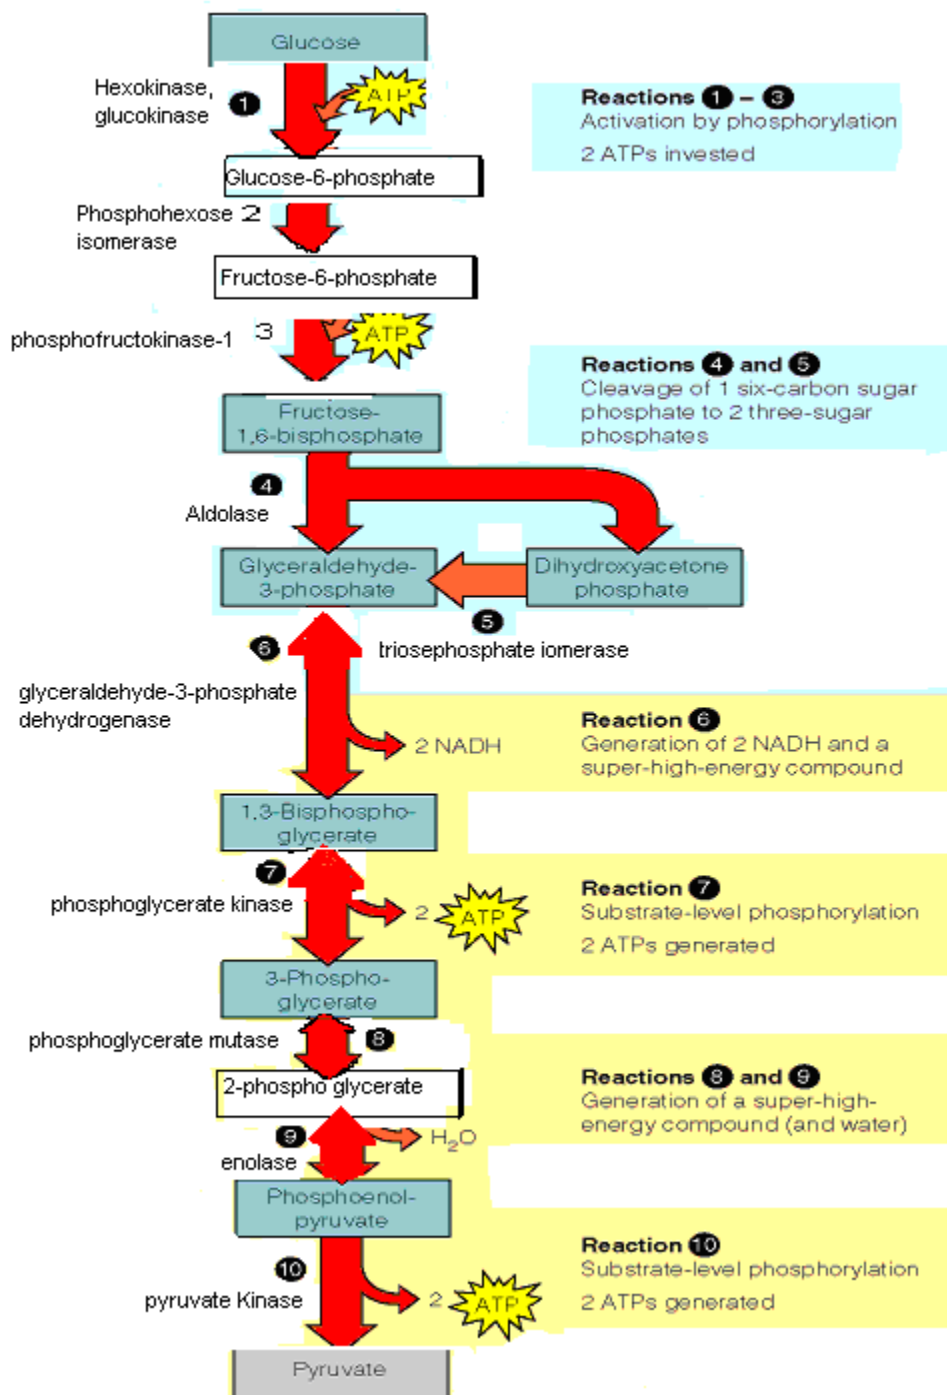 Glucose
Hexokinase,
glucokinase
1
ATP
Reactions 1 – 3
Activation by phosphorylation
2 ATPs invested
Glucose-6-phosphate
Phosphohexose 2
isomerase
Fructose-6-phosphate
phosphofructokinase-1
3
ATP
Reactions 4 and 5
Cleavage of 1 six-carbon sugar
phosphate to 2 three-sugar
phosphates
Fructose-
1,6-bisphosphate
4
Aldolase
Glyceraldehyde-
3-phosphate
Dihydroxyacetone
phosphate
5
triosephosphate iomerase
6
glyceraldehyde-3-phosphate
dehydrogenase
2 NADH
Reaction 6
Generation of 2 NADH and a
super-high-energy compound
1,3-Bisphospho-
glycerate
7
phosphoglycerate kinase
2 ATP
Reaction 7
Substrate-level phosphorylation
2 ATPs generated
3-Phospho-
glycerate
phosphoglycerate mutase
8
2-phospho glycerate
Reactions 8 and 9
Generation of a super-high-
energy compound (and water)
9
enolase
H2O
Phosphoenol-
pyruvate
10
pyruvate Kinase
2 ATP
Reaction 10
Substrate-level phosphorylation
2 ATPs generated
Pyruvate